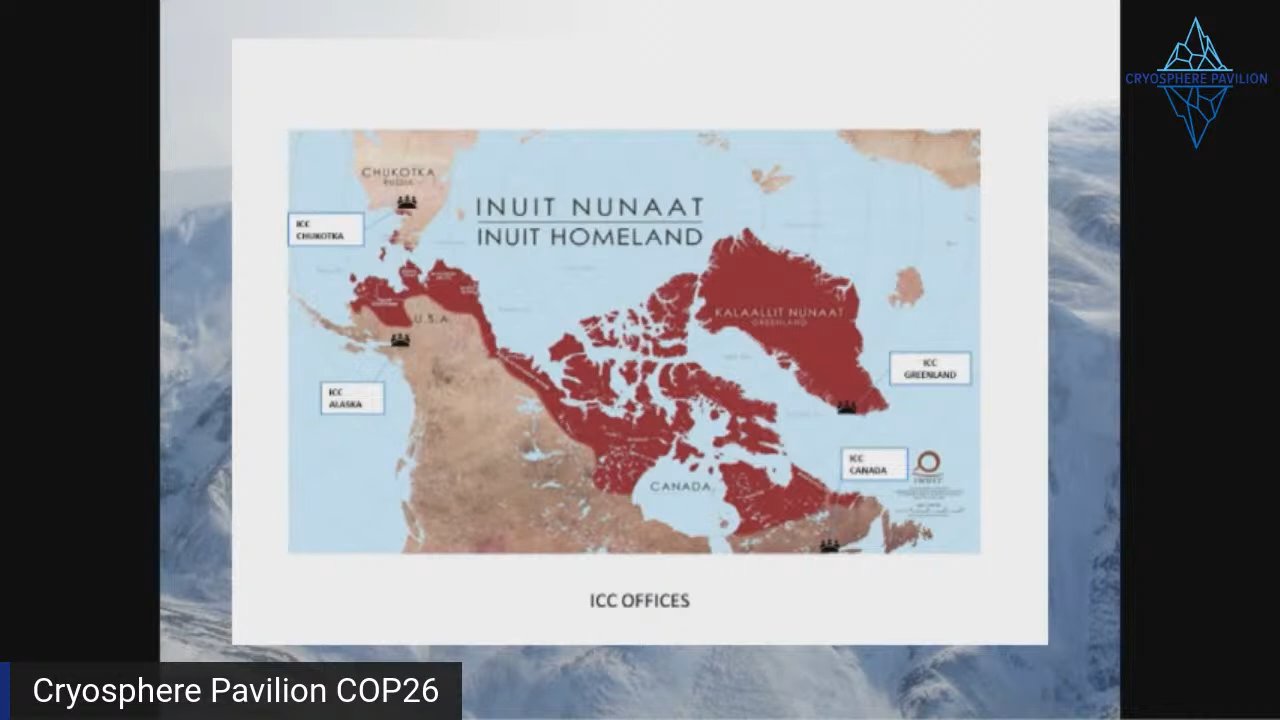 CRYOSPHERE PAVILION
CHUKOTKA
RUSSIA
INUIT NUNAAT
INUIT HOMELAND
ICC
CHUKOTKA
U.S.A.
KALAALLIT NUNAAT
GREENLAND
ICC
GREENLAND
ICC
ALASKA
ICC
CANADA
INUIT
CANADA
ICC OFFICES
Cryosphere Pavilion COP26